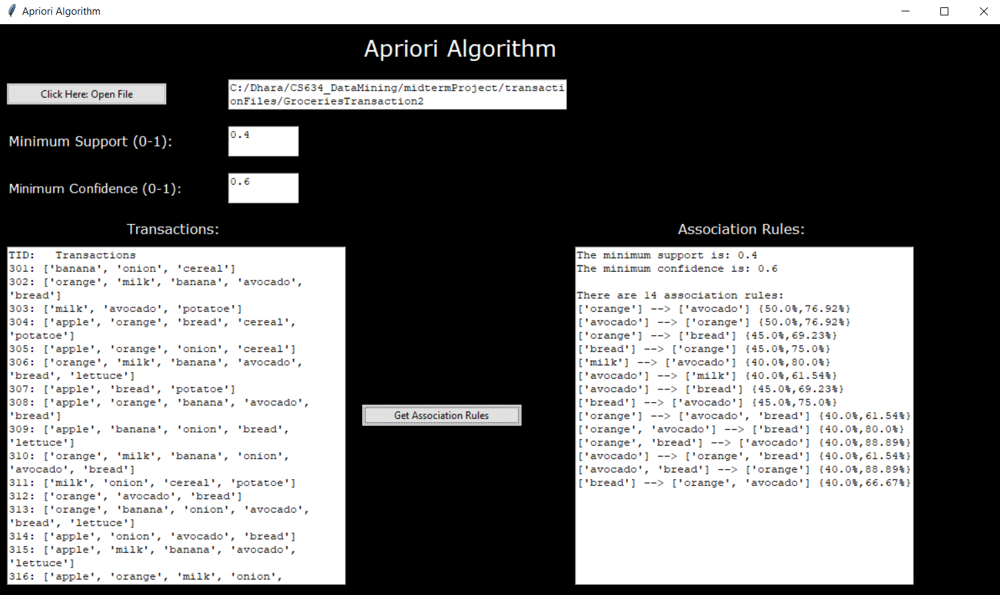 Apriori Algorithm
Apriori Algorithm
Click Here: Open File
C:/Dhara/CS634_DataMining/midtermProject/transacti
onFiles/GroceriesTransaction2
Minimum Support (0-1):
0.4
Minimum Confidence (0-1):
0.6
Transactions:
TID:   Transactions
301: ['banana', 'onion', 'cereal']
302: ['orange', 'milk', 'banana', 'avocado',
'bread']
303: ['milk', 'avocado', 'potatoe']
304: ['apple', 'orange', 'bread', 'cereal',
'potatoe']
305: ['apple', 'orange', 'onion', 'cereal']
306: ['orange', 'milk', 'banana', 'avocado',
'bread', 'lettuce']
307: ['apple', 'bread', 'potatoe']
308: ['apple', 'orange', 'banana', 'avocado',
'bread']
309: ['apple', 'banana', 'onion', 'bread',
'lettuce']
310: ['orange', 'milk', 'banana', 'onion',
'avocado', 'bread']
311: ['milk', 'onion', 'cereal', 'potatoe']
312: ['orange', 'avocado', 'bread']
313: ['orange', 'banana', 'onion', 'avocado',
'bread', 'lettuce']
314: ['apple', 'onion', 'avocado', 'bread']
315: ['apple', 'milk', 'banana', 'avocado',
'lettuce']
316: ['apple', 'orange', 'milk', 'onion',
Get Association Rules
Association Rules:
The minimum support is: 0.4
The minimum confidence is: 0.6
There are 14 association rules:
['orange'] --> ['avocado'] {50.0%,76.92%}
['avocado'] --> ['orange'] {50.0%,76.92%}
['orange'] --> ['bread'] {45.0%,69.23%}
['bread'] --> ['orange'] {45.0%,75.0%}
['milk'] --> ['avocado'] {40.0%,80.0%}
['avocado'] --> ['milk'] {40.0%,61.54%}
['avocado'] --> ['bread'] {45.0%,69.23%}
['bread'] --> ['avocado'] {45.0%,75.0%}
['orange'] --> ['avocado', 'bread'] {40.0%,61.54%}
['orange', 'avocado'] --> ['bread'] {40.0%,80.0%}
['orange', 'bread'] --> ['avocado'] {40.0%,88.89%}
['avocado'] --> ['orange', 'bread'] {40.0%,61.54%}
['avocado', 'bread'] --> ['orange'] {40.0%,88.89%}
['bread'] --> ['orange', 'avocado'] {40.0%,66.67%}